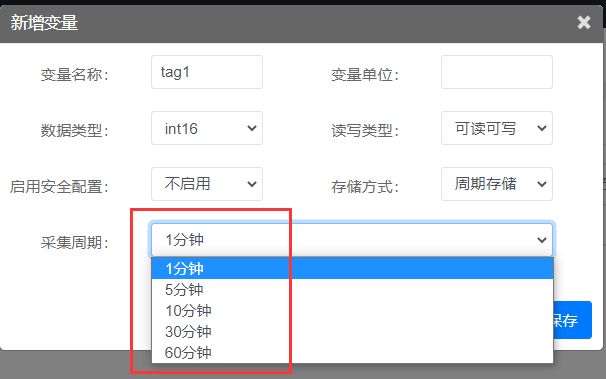 新增变量 ×
变量名称： tag1 变量单位：
数据类型： int16 读写类型： 可读可写
启用安全配置： 不启用 存储方式： 周期存储
采集周期： 1分钟
1分钟
5分钟
10分钟
30分钟
60分钟
保存